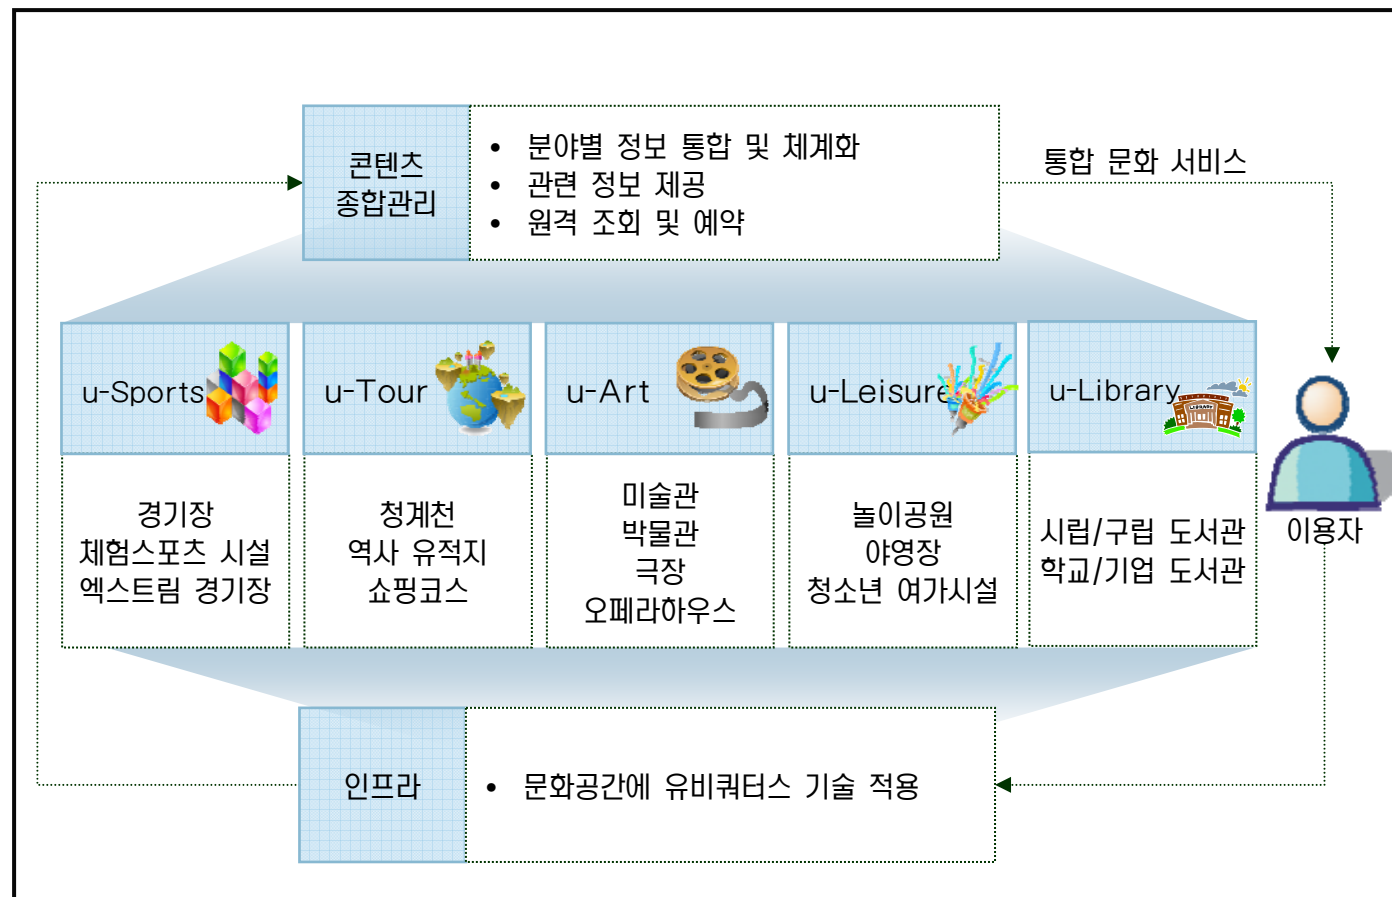 콘텐츠
종합관리
• 분야별 정보 통합 및 체계화
• 관련 정보 제공
• 원격 조회 및 예약
통합 문화 서비스
u-Sports
u-Tour
u-Art
u-Leisure
u-Library
LIBRARY
경기장
체험스포츠 시설
엑스트림 경기장
청계천
역사 유적지
쇼핑코스
미술관
박물관
극장
오페라하우스
놀이공원
야영장
청소년 여가시설
시립/구립 도서관
학교/기업 도서관
이용자
인프라
• 문화공간에 유비쿼터스 기술 적용